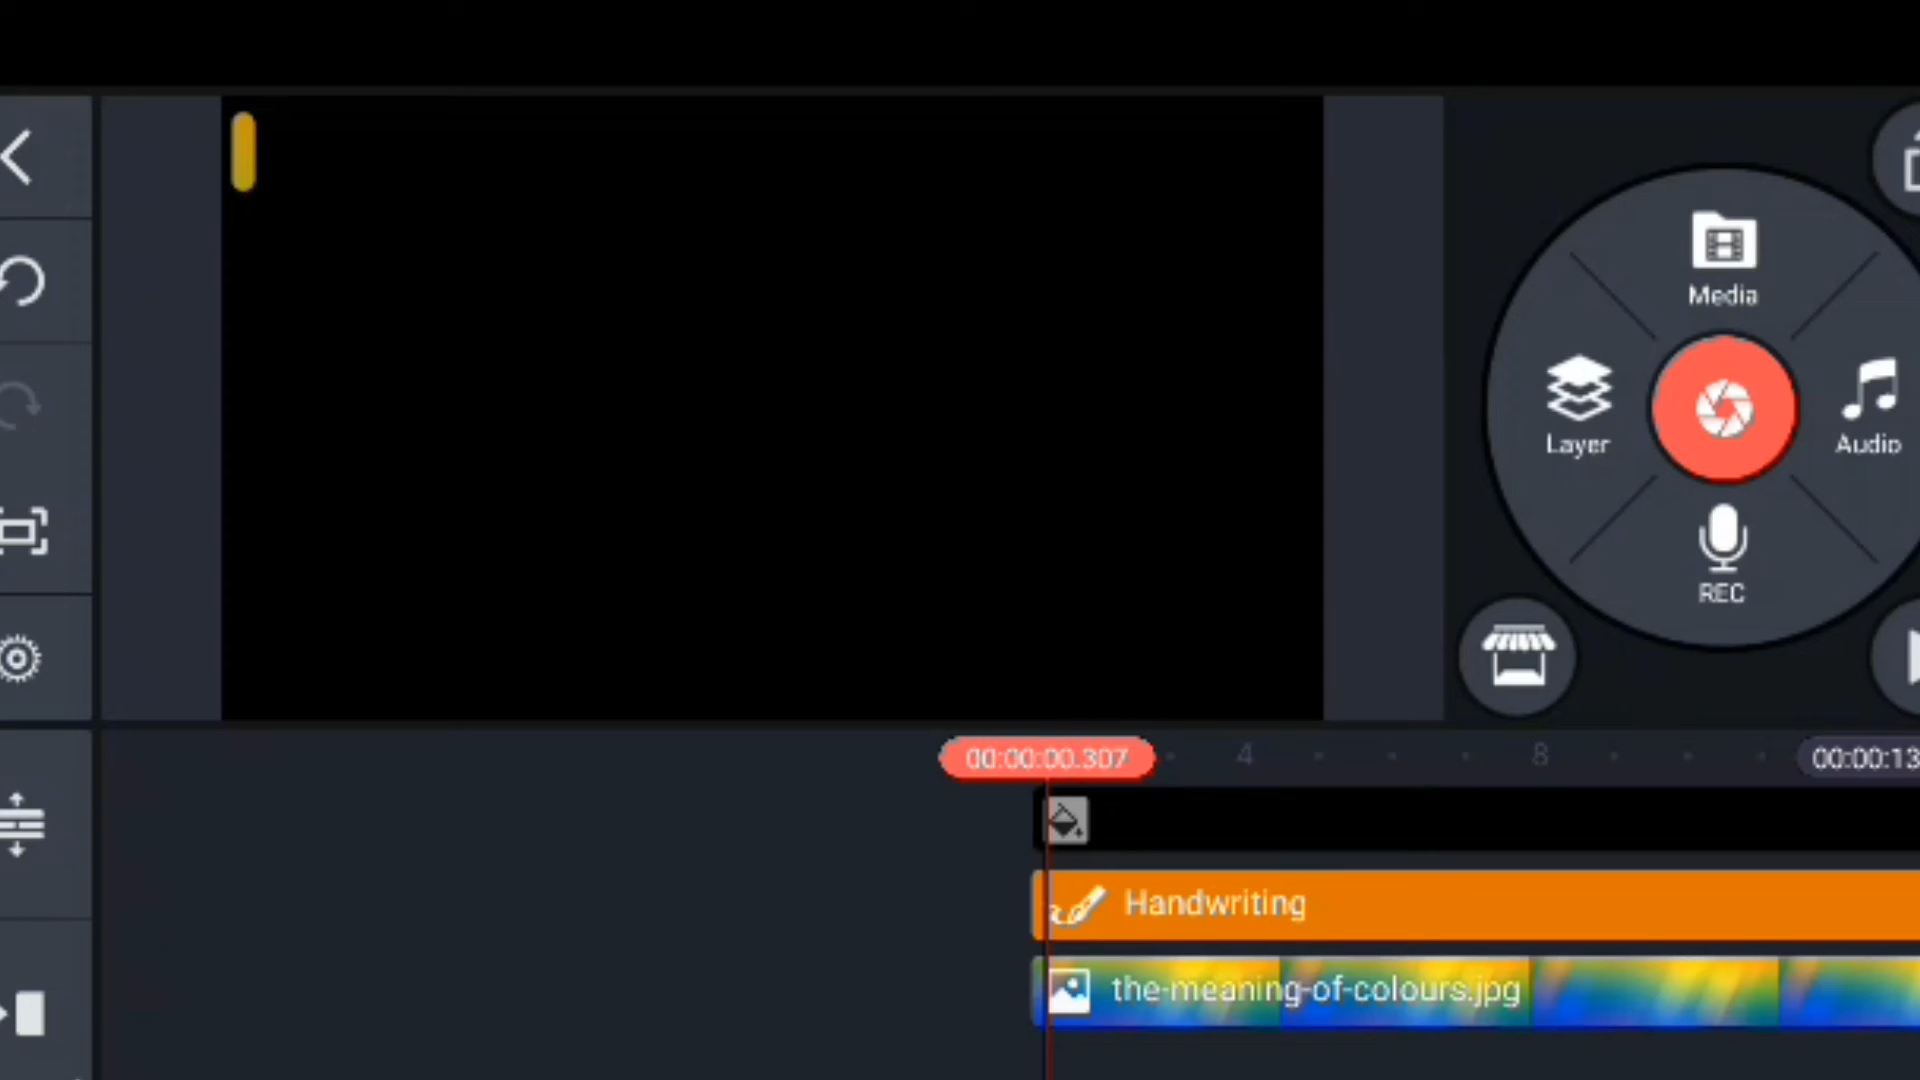 Media
Layer
Audio
REC
00:00:00.307
4
8
00:00:13
Handwriting
the-meaning-of-colours.jpg